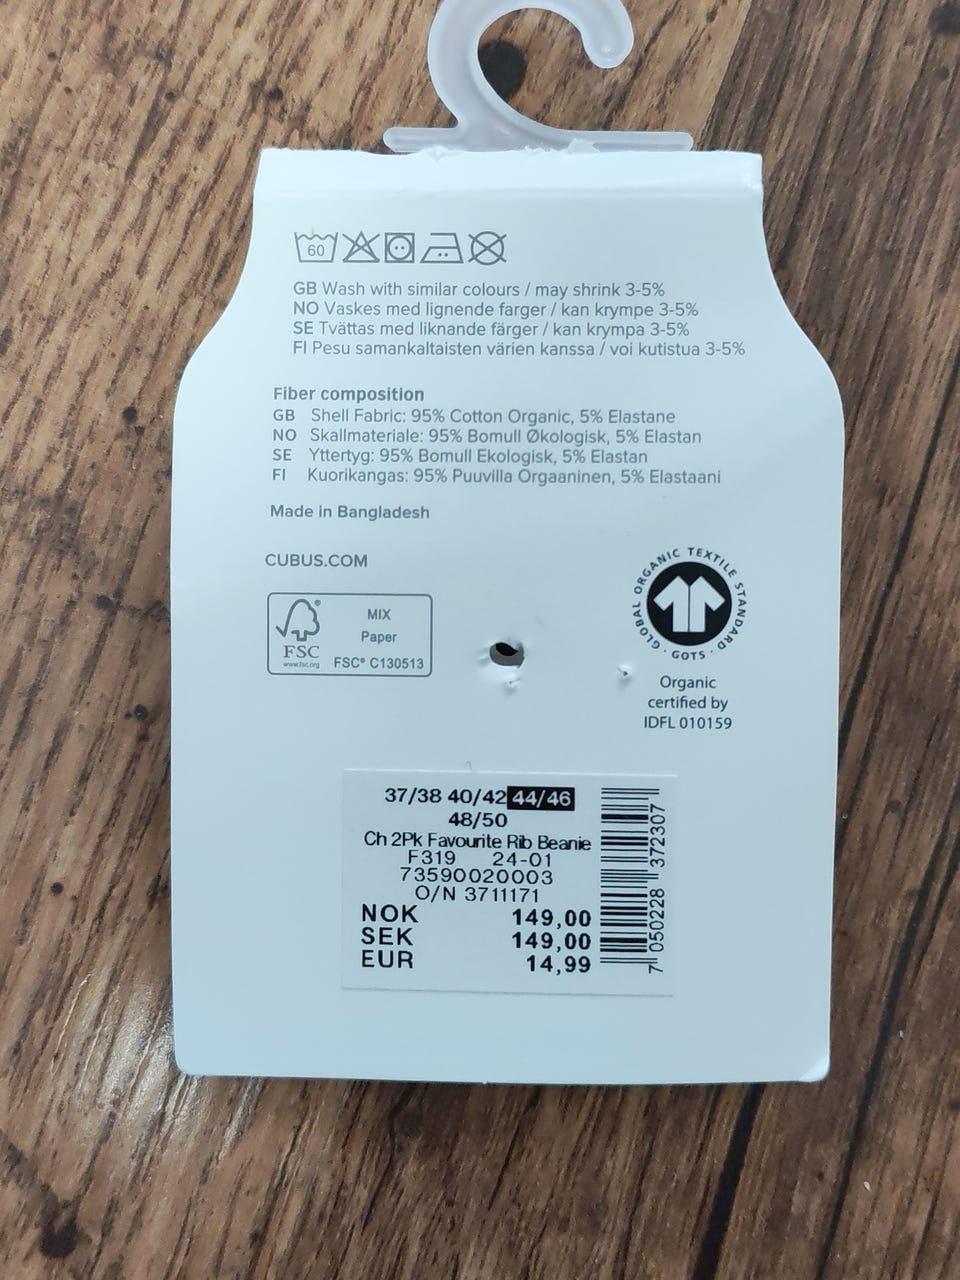 60
GB Wash with similar colours / may shrink 3-5%
NO Vaskes med lignende farger / kan krympe 3-5%
SE Tvättas med liknande färger / kan krympa 3-5%
FI Pesu samankaltaisten värien kanssa / voi kutistua 3-5%
Fiber composition
GB Shell Fabric: 95% Cotton Organic, 5% Elastane
NO Skallmateriale: 95% Bomull Økologisk, 5% Elastan
SE Yttertyg: 95% Bomull Ekologisk, 5% Elastan
FI Kuorikangas: 95% Puuvilla Orgaaninen, 5% Elastaani
Made in Bangladesh
CUBUS.COM
FSC
www.fsc.org
MIX
Paper
FSC® C130513
GLOBAL ORGANIC TEXTILE STANDARD · GOTS ·
Organic
certified by
IDFL 010159
37/38 40/42 44/46
48/50
Ch 2Pk Favourite Rib Beanie
F319 24-01
73590020003
O/N 3711171
NOK 149,00
SEK 149,00
EUR 14,99
7 050228 372307